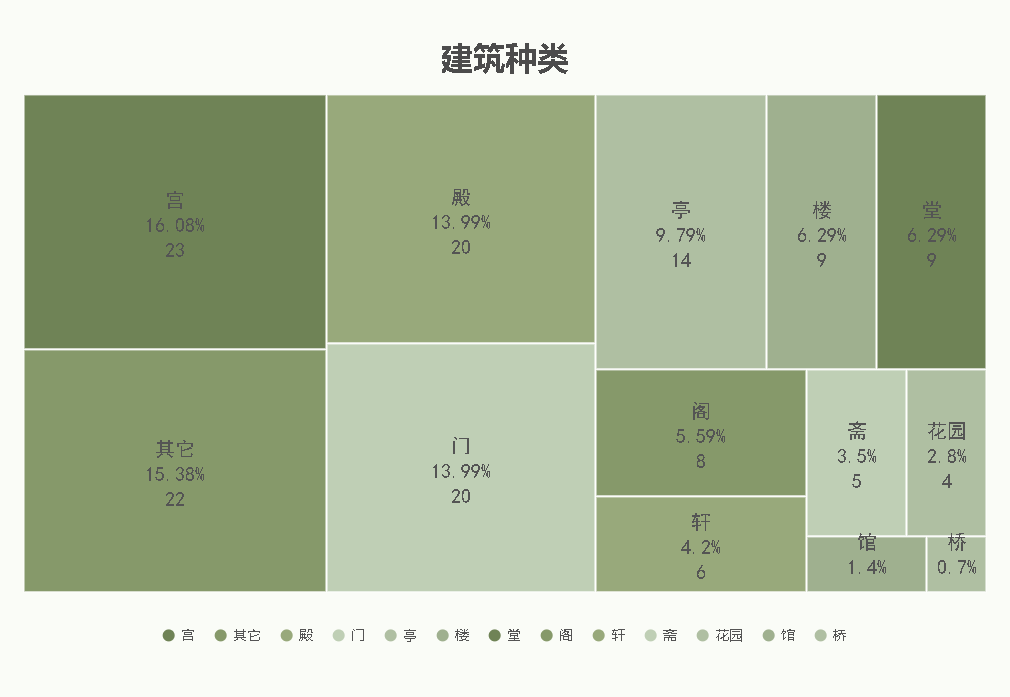 建筑种类
宫
16.08%
23
殿
13.99%
20
亭
9.79%
14
楼
6.29%
9
堂
6.29%
9
其它
15.38%
22
门
13.99%
20
阁
5.59%
8
轩
4.2%
6
斋
3.5%
5
花园
2.8%
4
馆
1.4%
桥
0.7%
宫 其它 殿 门 亭 楼 堂 阁 轩 斋 花园 馆 桥